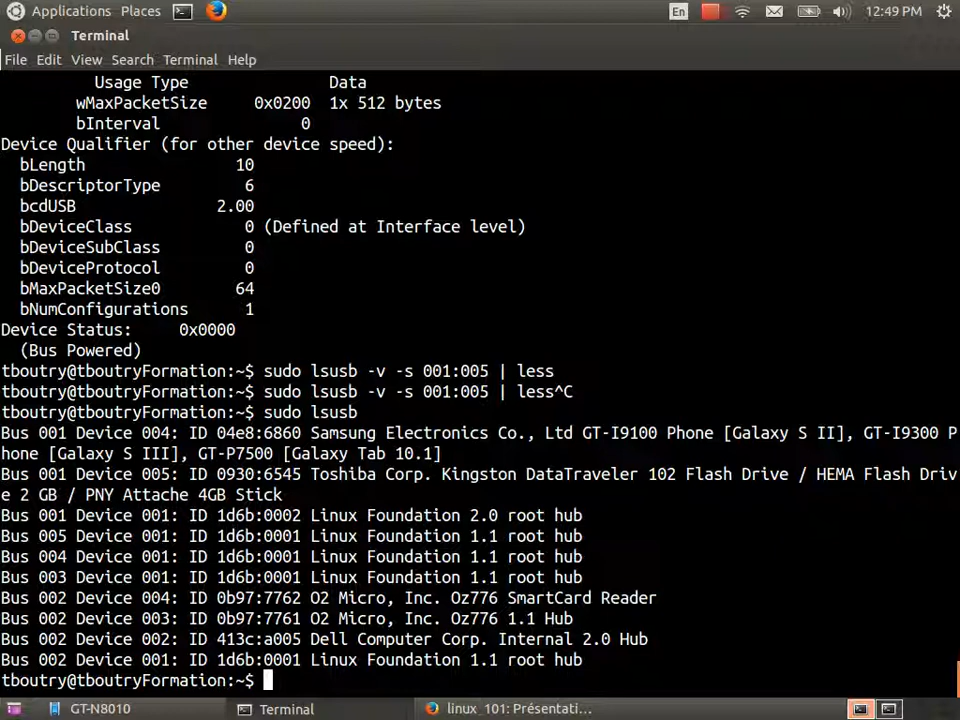 Applications Places En 12:49 PM
Terminal
File Edit View Search Terminal Help
Usage Type Data
wMaxPacketSize 0x0200 1x 512 bytes
bInterval 0
Device Qualifier (for other device speed):
bLength 10
bDescriptorType 6
bcdUSB 2.00
bDeviceClass 0 (Defined at Interface level)
bDeviceSubClass 0
bDeviceProtocol 0
bMaxPacketSize0 64
bNumConfigurations 1
Device Status: 0x0000
(Bus Powered)
tboutry@tboutryFormation:~$ sudo lsusb -v -s 001:005 | less
tboutry@tboutryFormation:~$ sudo lsusb -v -s 001:005 | less^C
tboutry@tboutryFormation:~$ sudo lsusb
Bus 001 Device 004: ID 04e8:6860 Samsung Electronics Co., Ltd GT-I9100 Phone [Galaxy S II], GT-I9300 P
hone [Galaxy S III], GT-P7500 [Galaxy Tab 10.1]
Bus 001 Device 005: ID 0930:6545 Toshiba Corp. Kingston DataTraveler 102 Flash Drive / HEMA Flash Driv
e 2 GB / PNY Attache 4GB Stick
Bus 001 Device 001: ID 1d6b:0002 Linux Foundation 2.0 root hub
Bus 005 Device 001: ID 1d6b:0001 Linux Foundation 1.1 root hub
Bus 004 Device 001: ID 1d6b:0001 Linux Foundation 1.1 root hub
Bus 003 Device 001: ID 1d6b:0001 Linux Foundation 1.1 root hub
Bus 002 Device 004: ID 0b97:7762 O2 Micro, Inc. Oz776 SmartCard Reader
Bus 002 Device 003: ID 0b97:7761 O2 Micro, Inc. Oz776 1.1 Hub
Bus 002 Device 002: ID 413c:a005 Dell Computer Corp. Internal 2.0 Hub
Bus 002 Device 001: ID 1d6b:0001 Linux Foundation 1.1 root hub
tboutry@tboutryFormation:~$
GT-N8010 Terminal linux_101: Présentati...